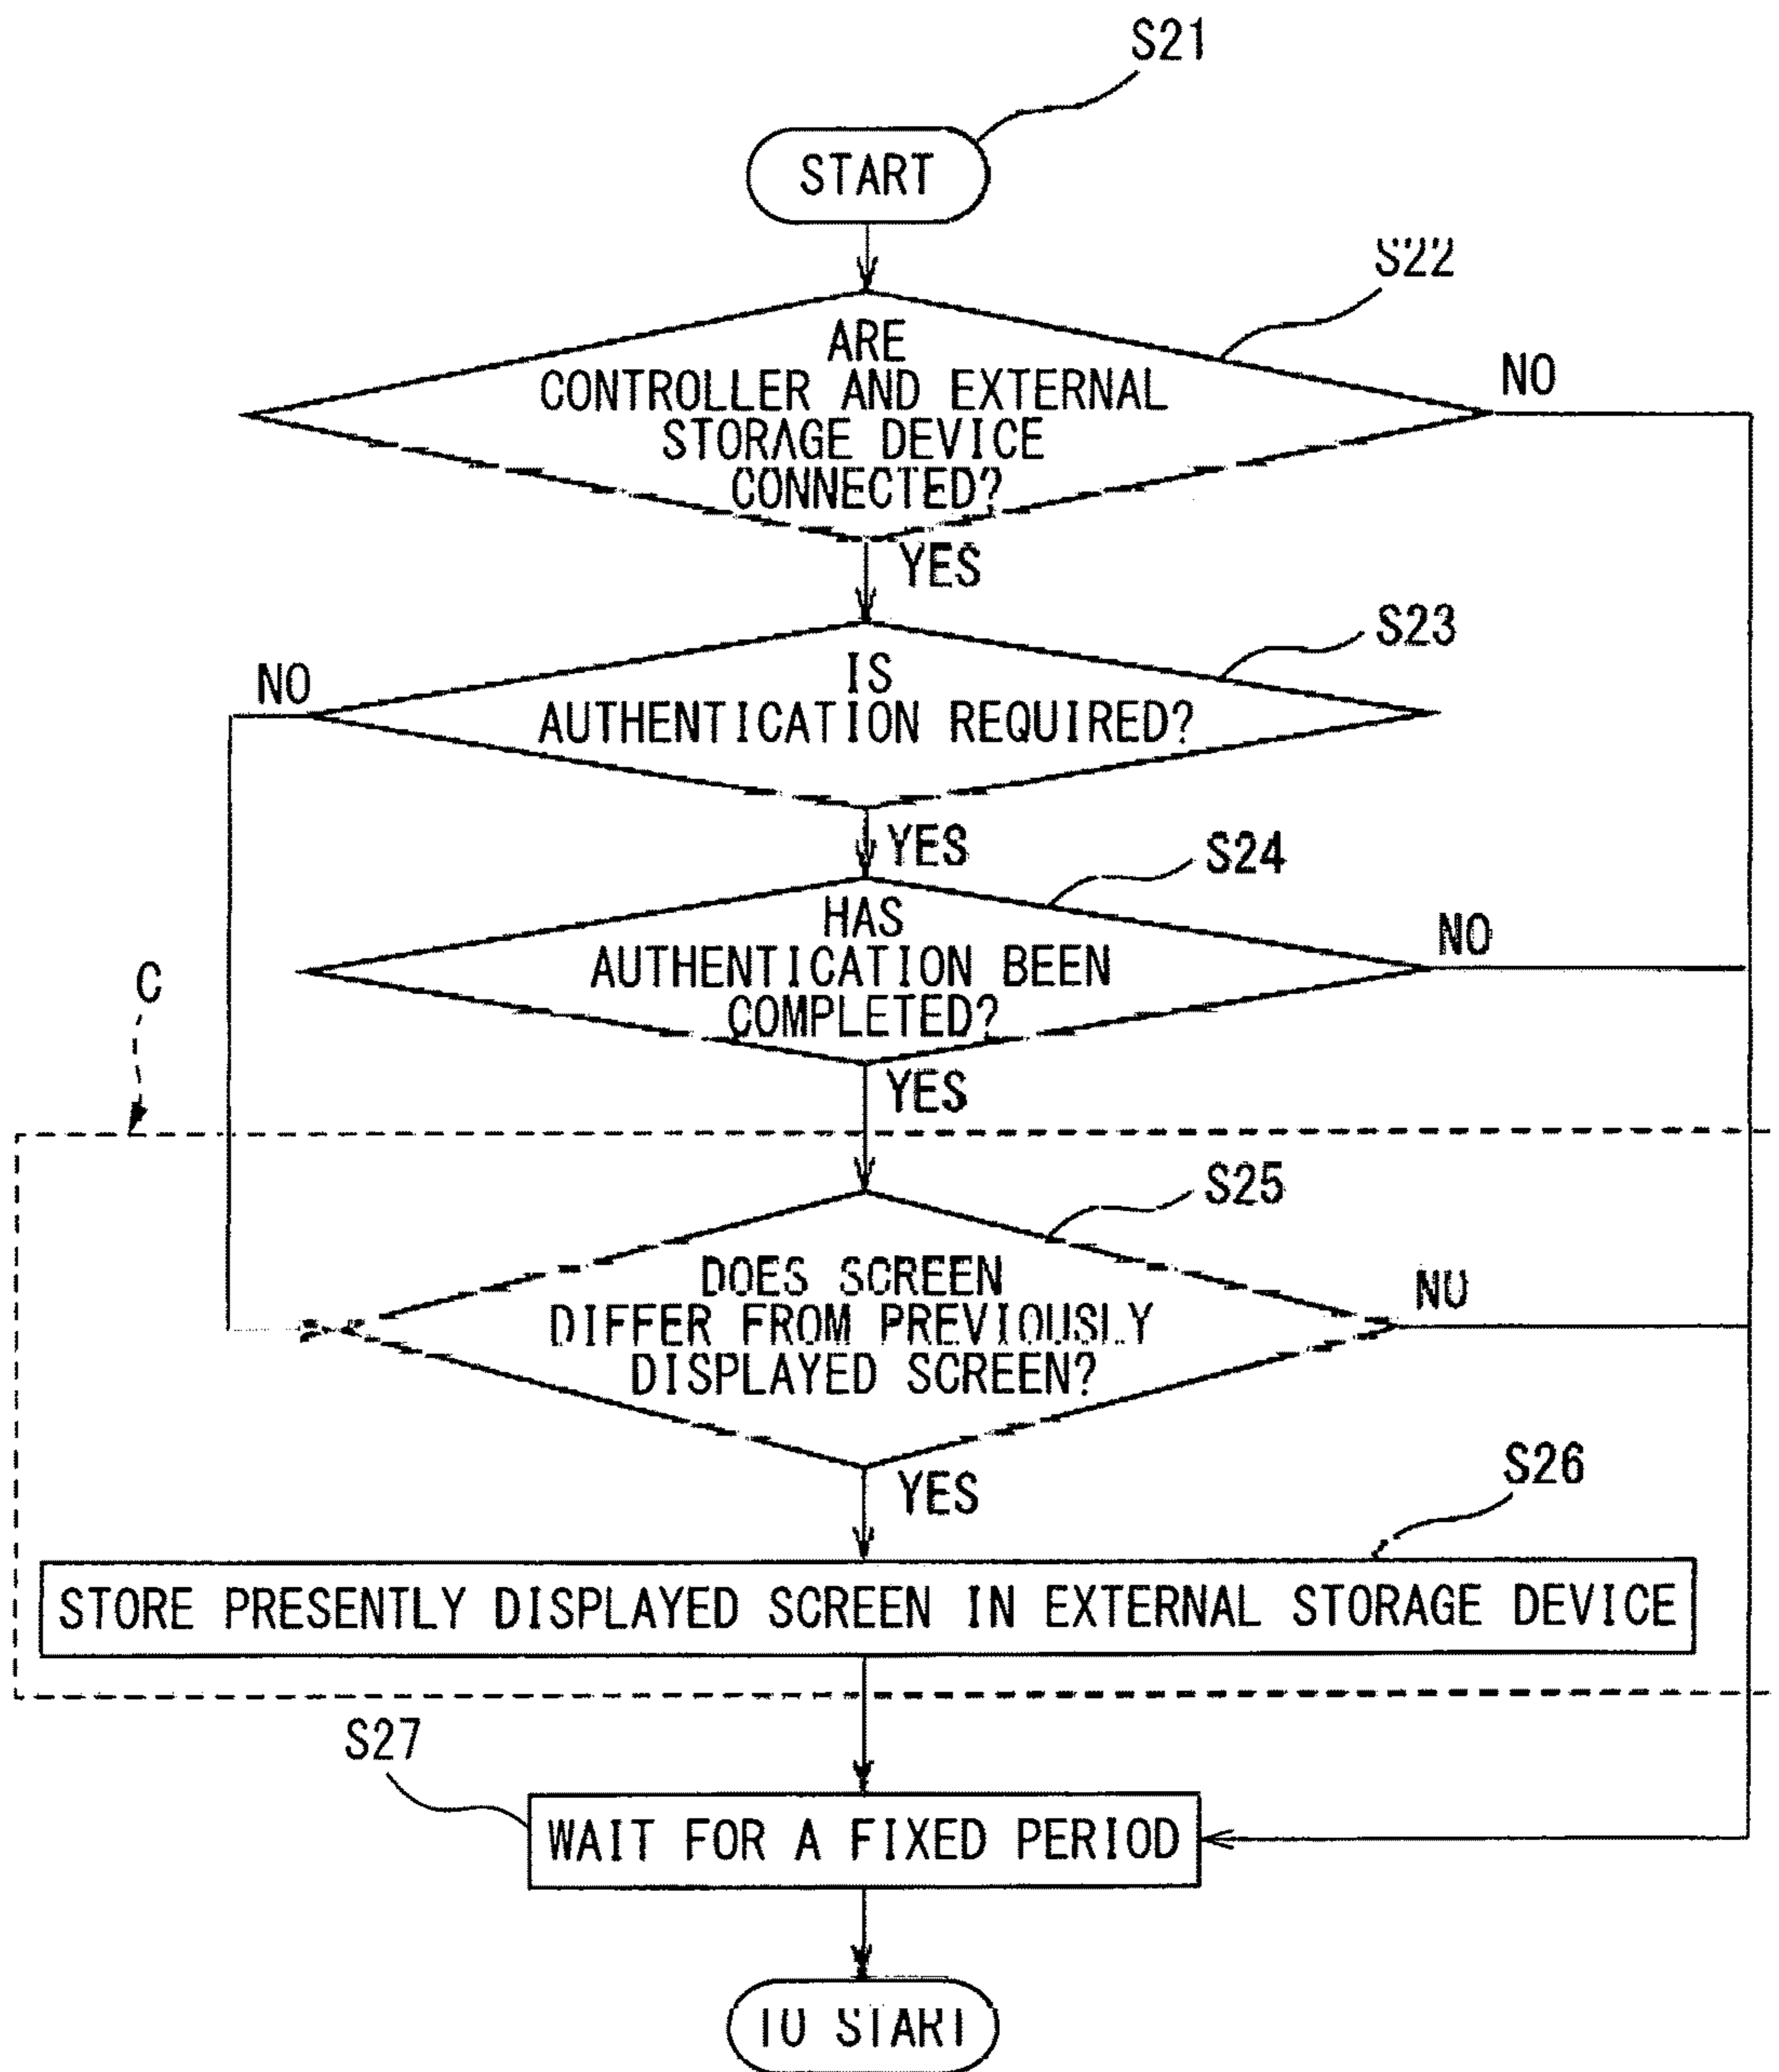 S21
START
S22
ARE
CONTROLLER AND EXTERNAL
STORAGE DEVICE
CONNECTED?
NO
YES
S23
NO
IS
AUTHENTICATION REQUIRED?
YES
S24
HAS
AUTHENTICATION BEEN
COMPLETED?
NO
C
YES
S25
DOES SCREEN
DIFFER FROM PREVIOUSLY
DISPLAYED SCREEN?
NO
YES
S26
STORE PRESENTLY DISPLAYED SCREEN IN EXTERNAL STORAGE DEVICE
S27
WAIT FOR A FIXED PERIOD
TO START